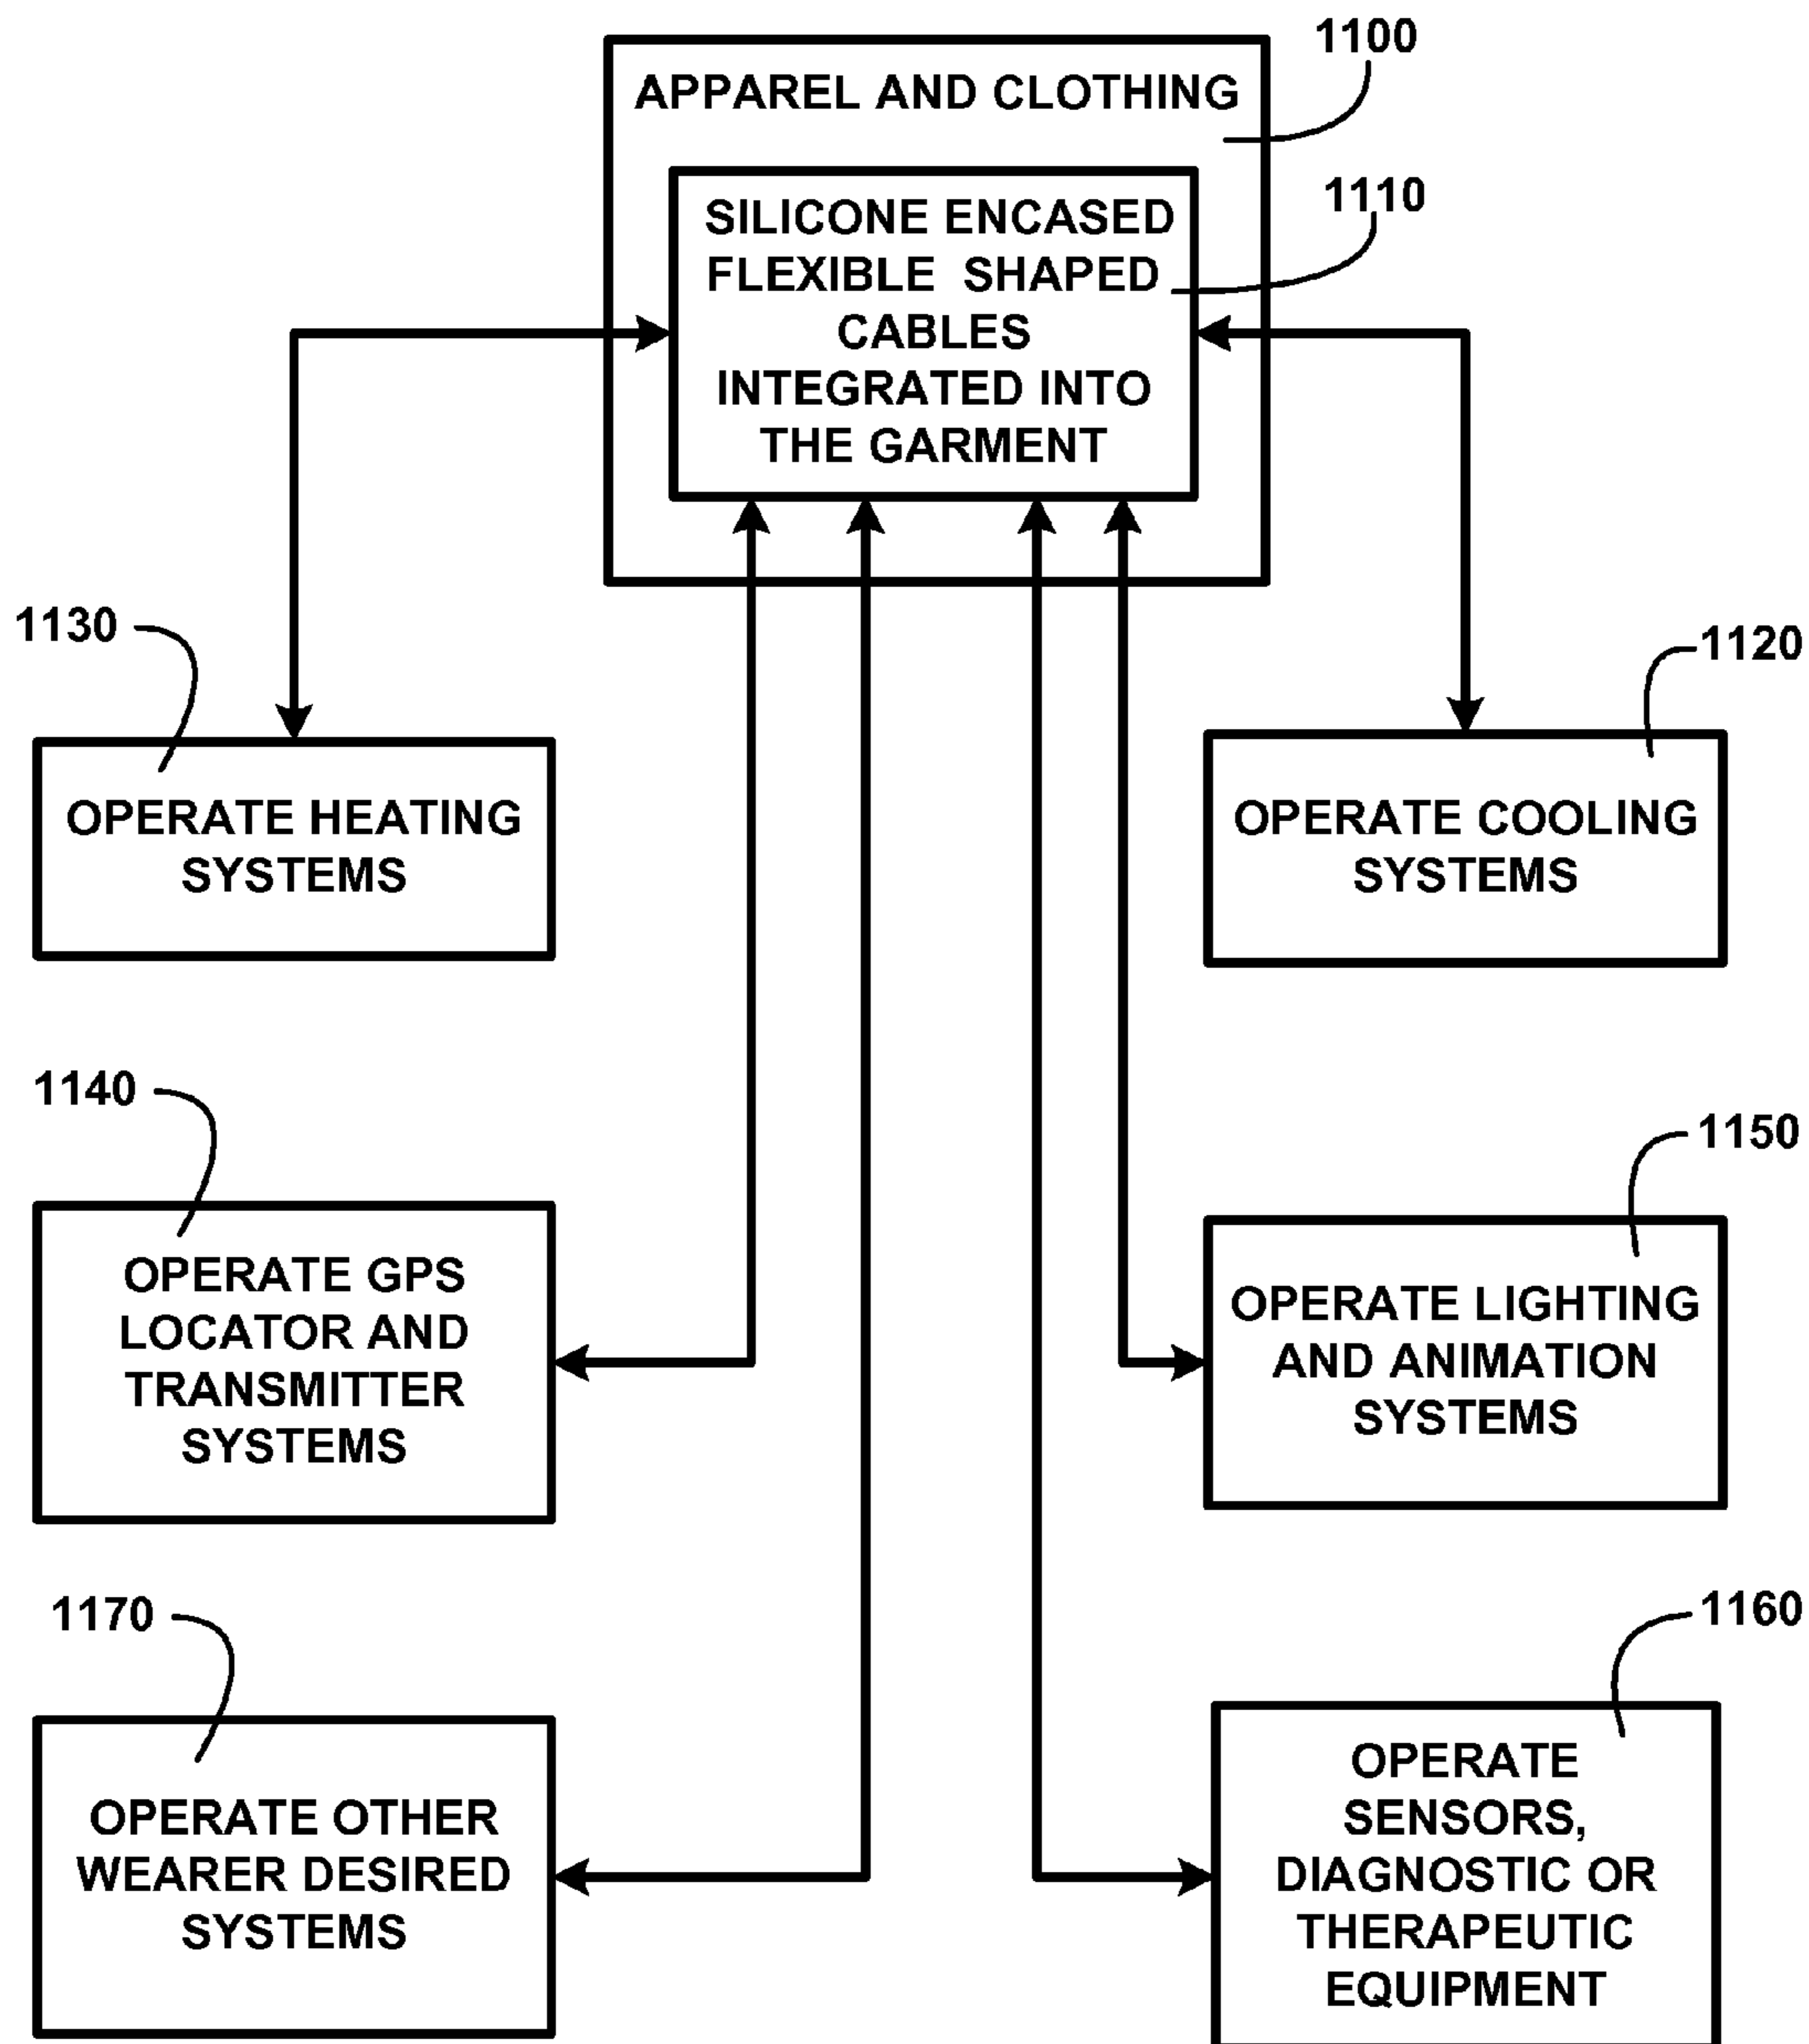 1100
APPAREL AND CLOTHING
1110
SILICONE ENCASED
FLEXIBLE SHAPED
CABLES
INTEGRATED INTO
THE GARMENT
1130
OPERATE HEATING
SYSTEMS
1120
OPERATE COOLING
SYSTEMS
1140
OPERATE GPS
LOCATOR AND
TRANSMITTER
SYSTEMS
1150
OPERATE LIGHTING
AND ANIMATION
SYSTEMS
1170
OPERATE OTHER
WEARER DESIRED
SYSTEMS
1160
OPERATE
SENSORS,
DIAGNOSTIC OR
THERAPEUTIC
EQUIPMENT